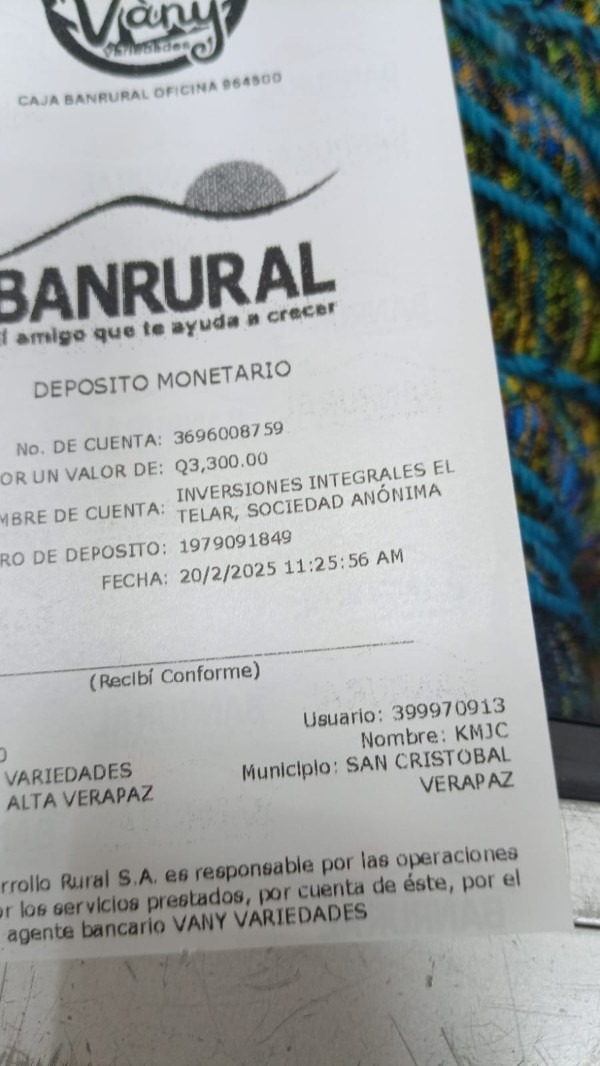 Vàny
Variedades
CAJA BANRURAL OFICINA 964500
BANRURAL
amigo que te ayuda a crecer
DEPOSITO MONETARIO
No. DE CUENTA: 3696008759
OR UN VALOR DE: Q3,300.00
MBRE DE CUENTA: INVERSIONES INTEGRALES EL
TELAR, SOCIEDAD ANÓNIMA
RO DE DEPOSITO: 1979091849
FECHA: 20/2/2025 11:25:56 AM
(Recibí Conforme)
Usuario: 399970913
Nombre: KMJC
VARIEDADES
Municipio: SAN CRISTOBAL
ALTA VERAPAZ
VERAPAZ
rrollo Rural S.A. es responsable por las operaciones
or los servicios prestados, por cuenta de éste, por el
agente bancario VANY VARIEDADES